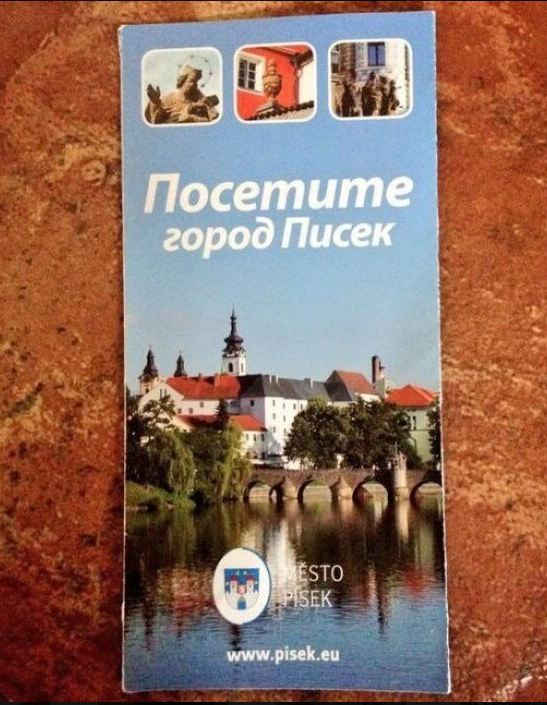 Посетите
город Писек
MĚSTO
PÍSEK
www.pisek.eu